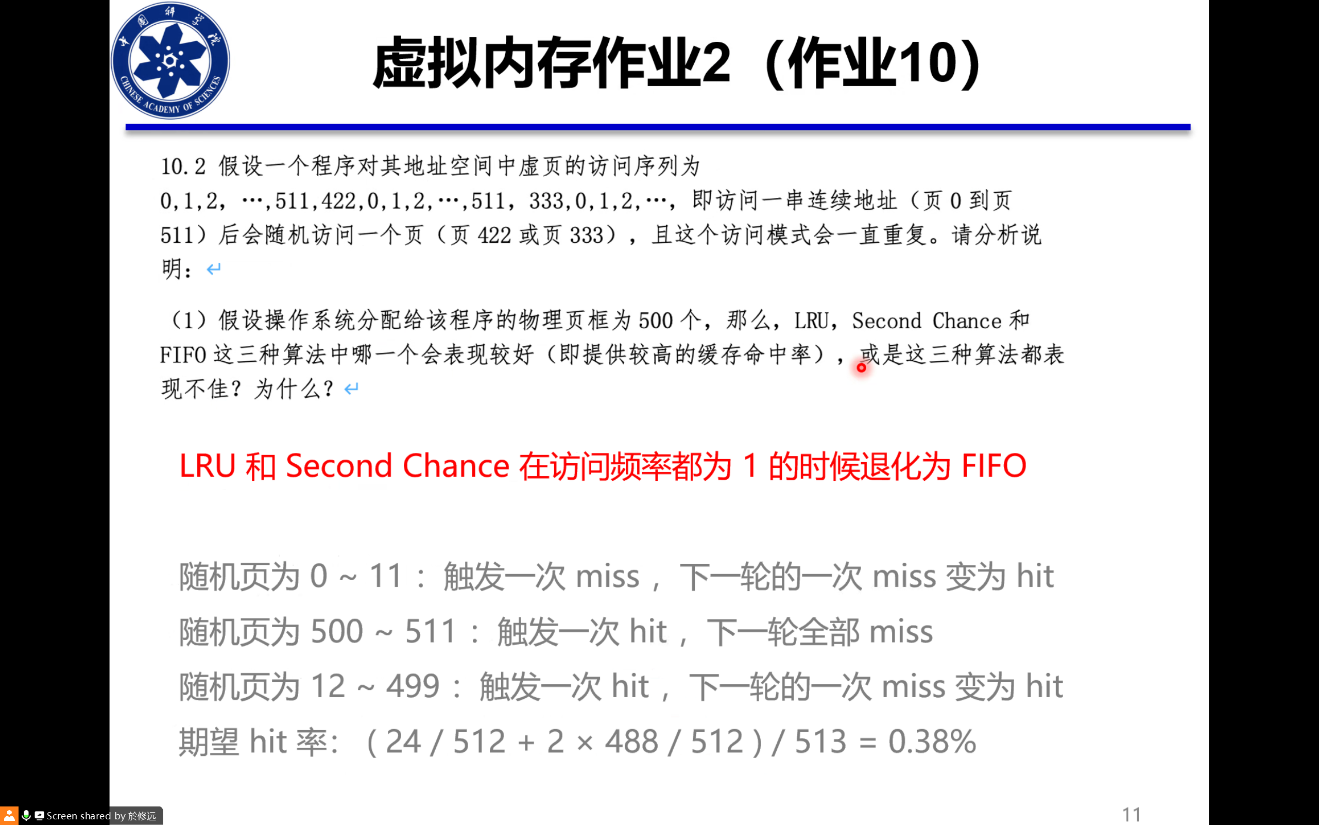 中国科学院
CHINESE ACADEMY OF SCIENCES
虚拟内存作业2（作业10）
10.2 假设一个程序对其地址空间中虚页的访问序列为
0,1,2, …,511,422,0,1,2,…,511, 333,0,1,2,…, 即访问一串连续地址（页 0 到页
511）后会随机访问一个页（页 422 或页 333），且这个访问模式会一直重复。请分析说
明：↵
（1）假设操作系统分配给该程序的物理页框为 500 个，那么，LRU，Second Chance 和
FIFO 这三种算法中哪一个会表现较好（即提供较高的缓存命中率），或是这三种算法都表
现不佳？为什么？↵
LRU 和 Second Chance 在访问频率都为 1 的时候退化为 FIFO
随机页为 0 ~ 11 ：触发一次 miss ，下一轮的一次 miss 变为 hit
随机页为 500 ~ 511 ：触发一次 hit ，下一轮全部 miss
随机页为 12 ~ 499 ：触发一次 hit ，下一轮的一次 miss 变为 hit
期望 hit 率：( 24 / 512 + 2 × 488 / 512 ) / 513 = 0.38%
Screen shared by 於修远
11